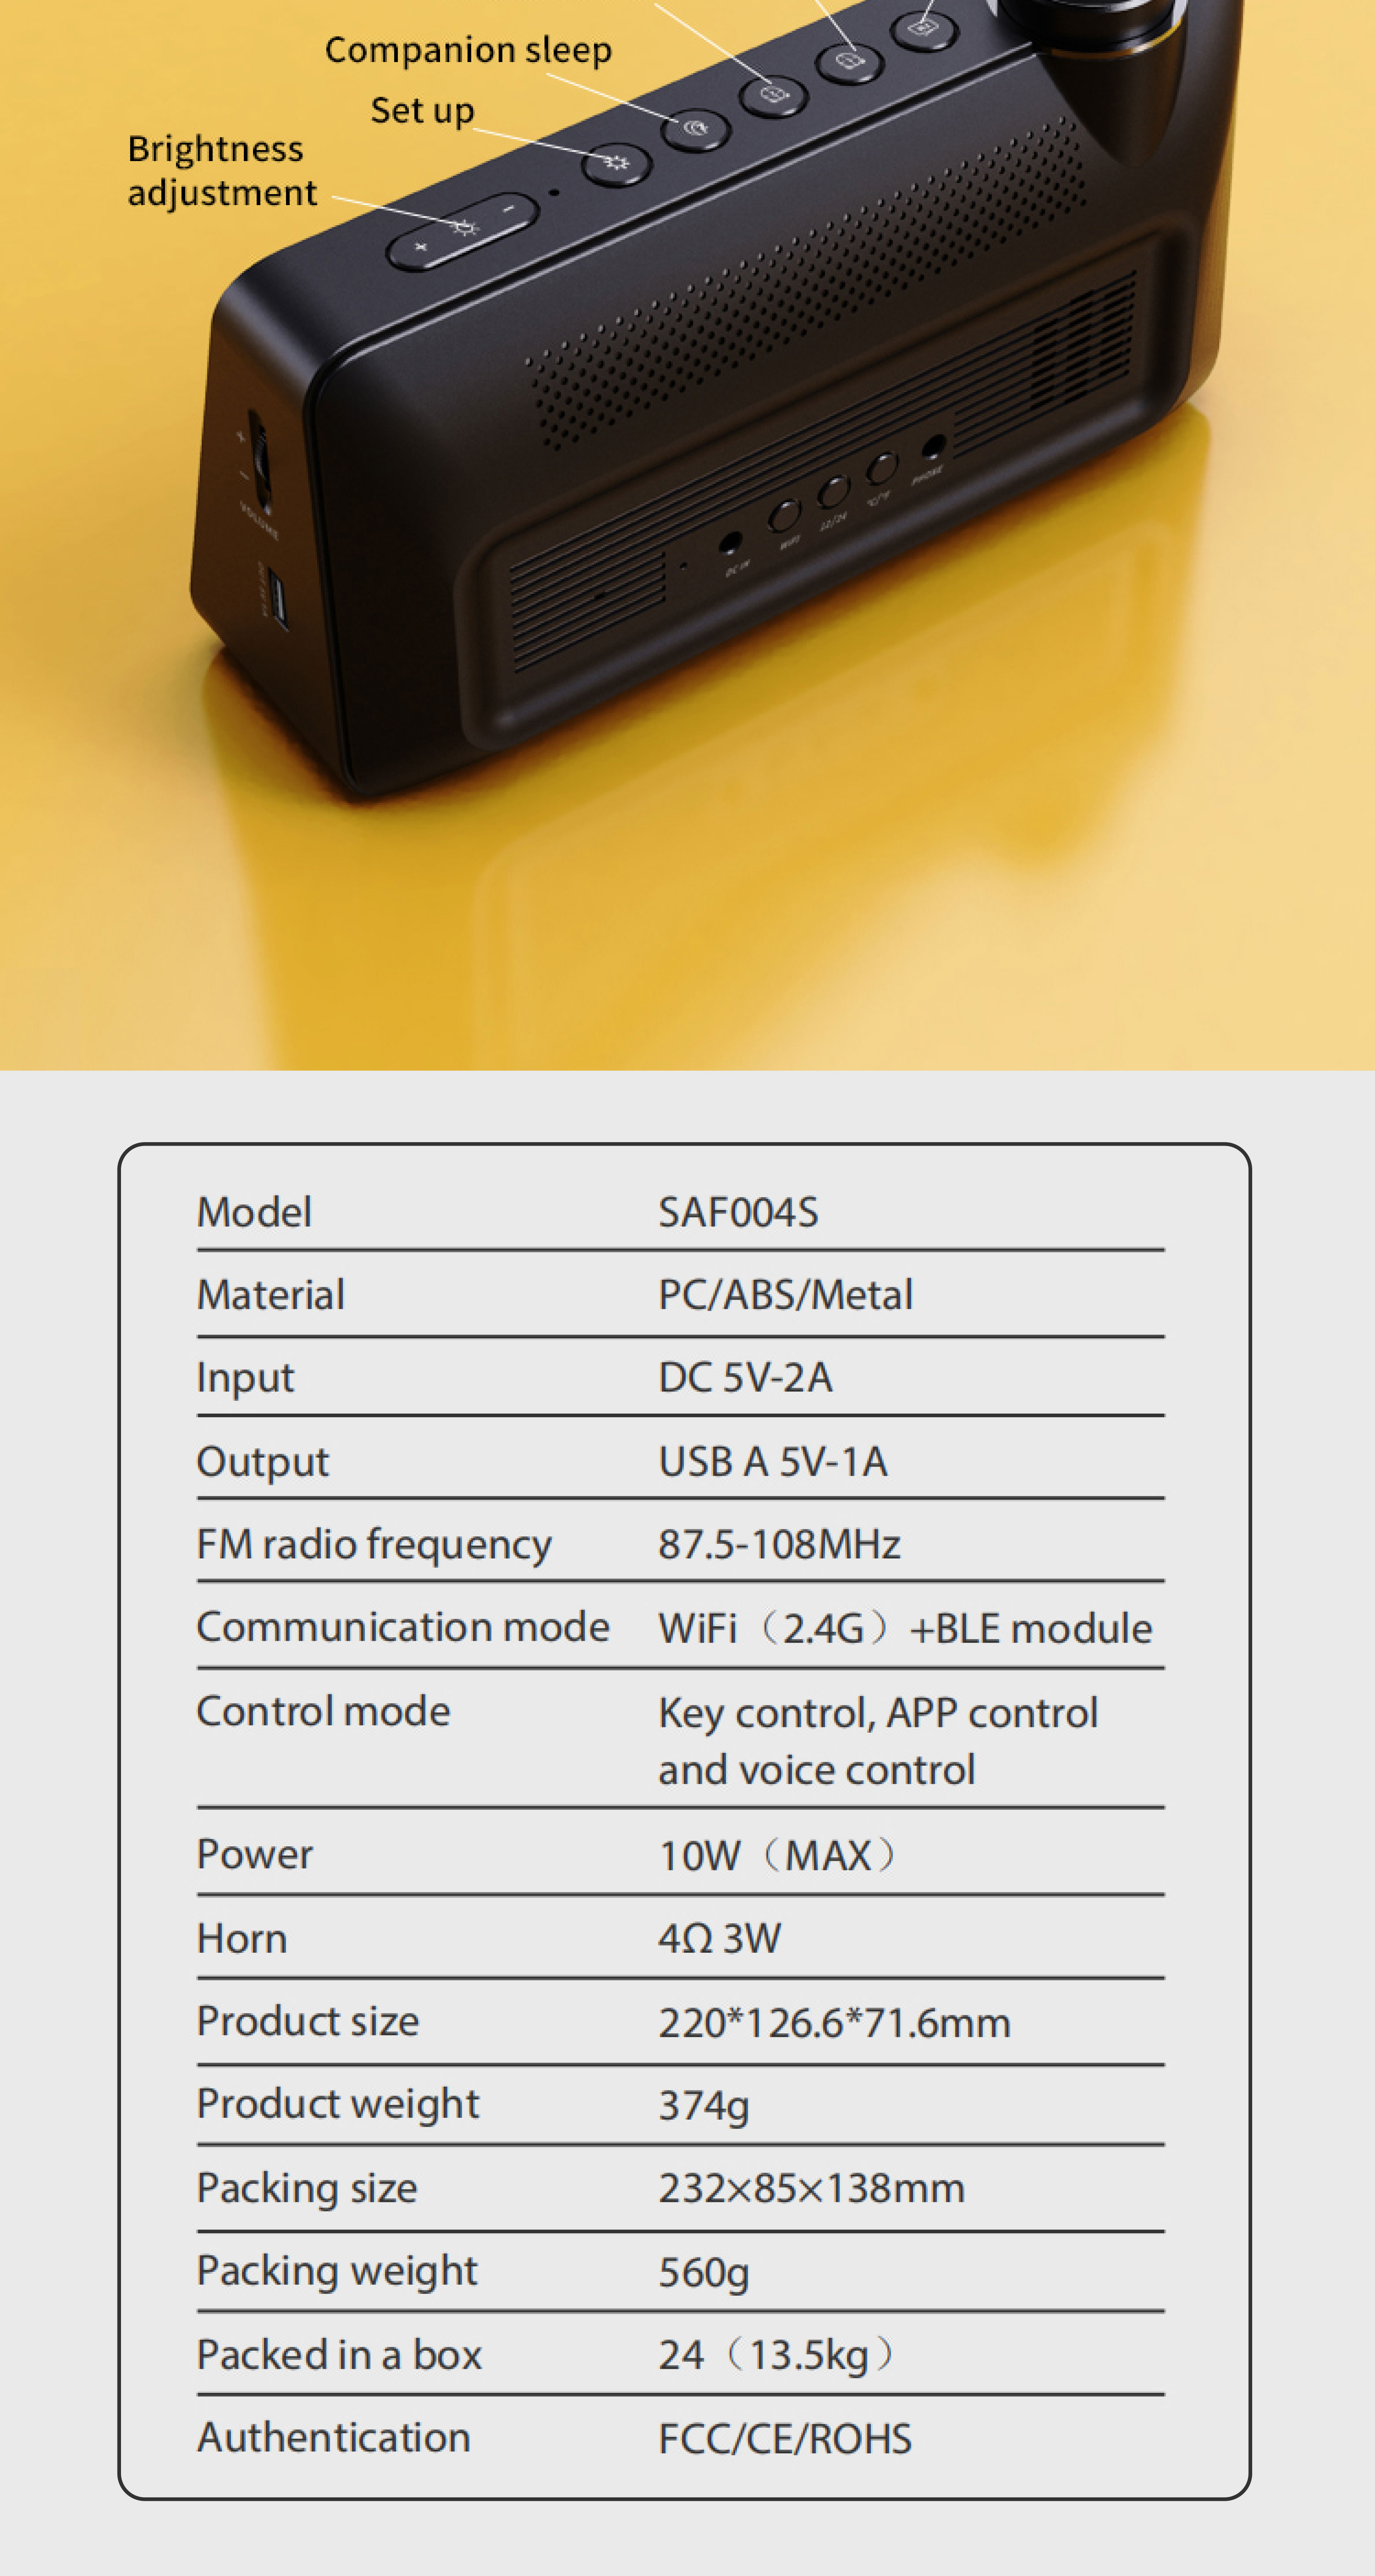 Companion sleep
Set up
Brightness
adjustment
+ -
+
-
VOLUME
DC IN
WIFI
12/24
°C/°F
PHONE
Model SAF004S
Material PC/ABS/Metal
Input DC 5V-2A
Output USB A 5V-1A
FM radio frequency 87.5-108MHz
Communication mode WiFi（2.4G）+BLE module
Control mode Key control, APP control
and voice control
Power 10W（MAX）
Horn 4Ω 3W
Product size 220*126.6*71.6mm
Product weight 374g
Packing size 232×85×138mm
Packing weight 560g
Packed in a box 24（13.5kg）
Authentication FCC/CE/ROHS